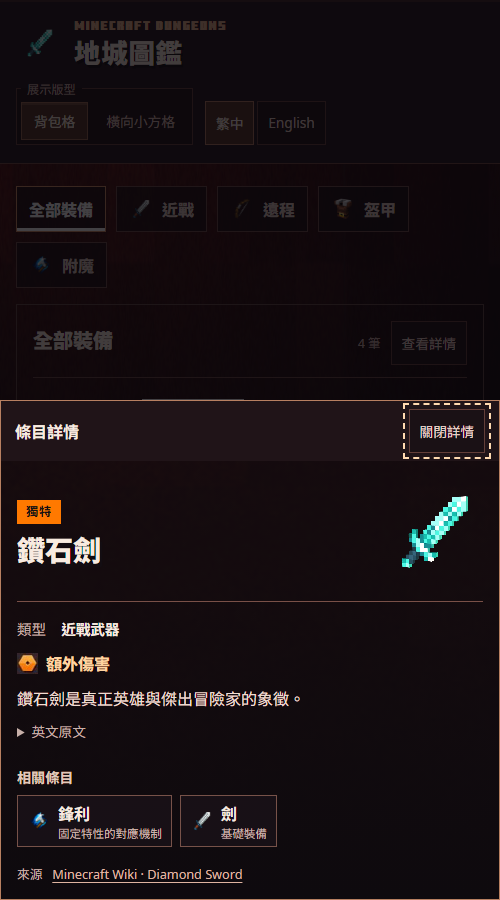 MINECRAFT DUNGEONS
地城圖鑑
展示版型
背包格 橫向小方格 繁中 English
全部裝備 近戰 遠程 盔甲
附魔
全部裝備 4 筆 查看詳情
條目詳情 關閉詳情
獨特
鑽石劍
類型 近戰武器
額外傷害
鑽石劍是真正英雄與傑出冒險家的象徵。
▶ 英文原文
相關條目
鋒利 劍
固定特性的對應機制 基礎裝備
來源 Minecraft Wiki · Diamond Sword